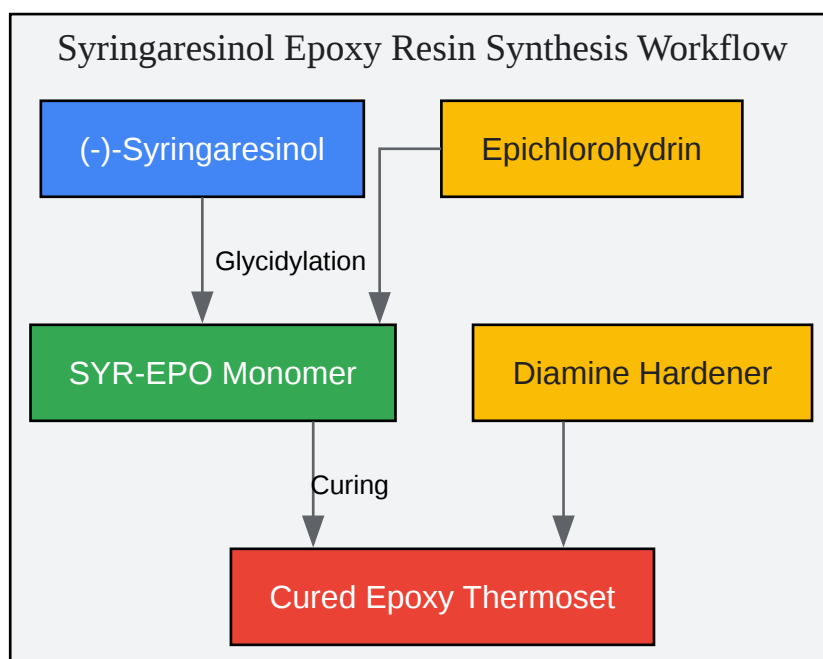 Syringaresinol Epoxy Resin Synthesis Workflow
(-)-Syringaresinol
Epichlorohydrin
Glycidylation
SYR-EPO Monomer
Diamine Hardener
Curing
Cured Epoxy Thermoset